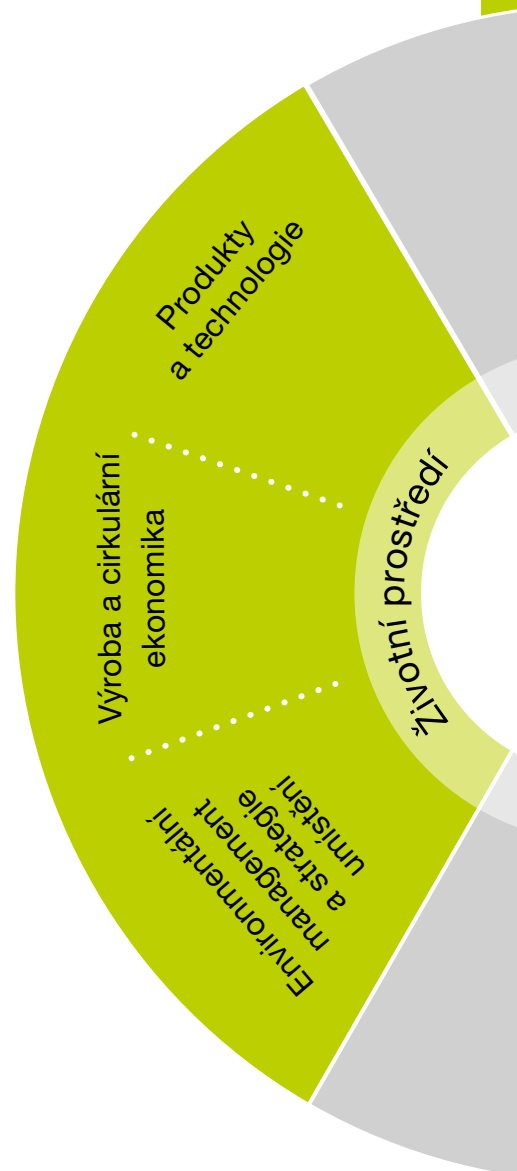 Produkty
a technologie
Výroba a cirkulární
ekonomika
Životní prostředí
Environmentální
management
a strategie
umístění